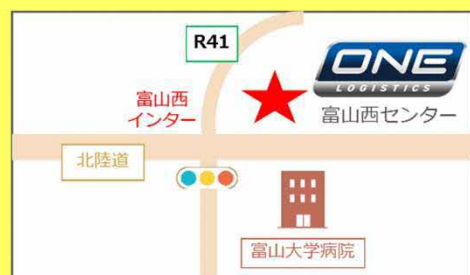 R41
ONE
LOGISTICS
富山西センター
富山西
インター
北陸道
富山大学病院